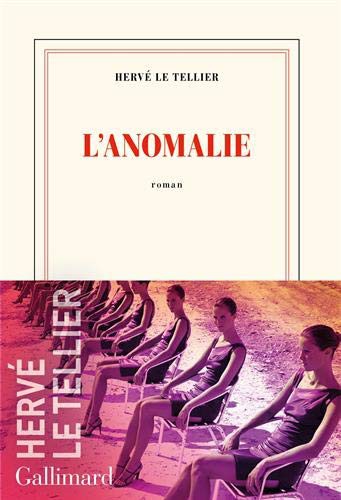 HERVÉ LE TELLIER
L'ANOMALIE
roman
HERVÉ
LE TELLIER
Gallimard